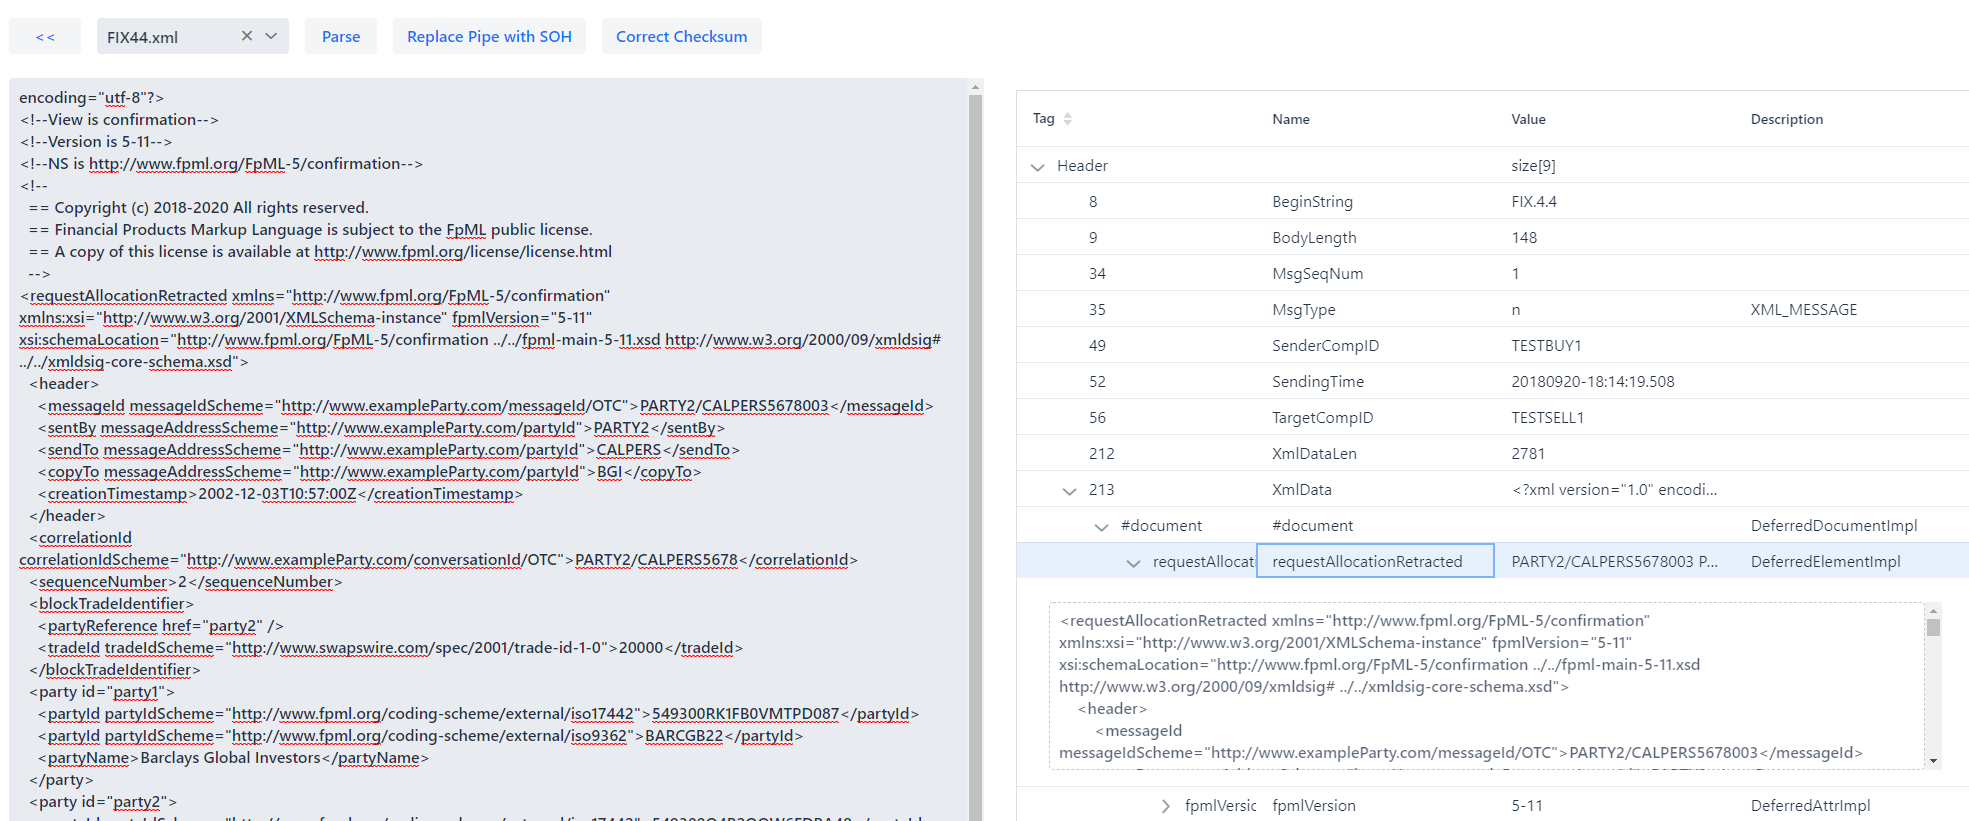 <<
FIX44.xml
Parse
Replace Pipe with SOH
Correct Checksum
encoding="utf-8"?>
<!--View is confirmation-->
<!--Version is 5-11-->
<!--NS is http://www.fpml.org/FpML-5/confirmation-->
<!--
== Copyright (c) 2018-2020 All rights reserved.
== Financial Products Markup Language is subject to the FpML public license.
== A copy of this license is available at http://www.fpml.org/license/license.html
-->
<requestAllocationRetracted xmlns="http://www.fpml.org/FpML-5/confirmation"
xmlns:xsi="http://www.w3.org/2001/XMLSchema-instance" fpmlVersion="5-11"
xsi:schemaLocation="http://www.fpml.org/FpML-5/confirmation ../../fpml-main-5-11.xsd http://www.w3.org/2000/09/xmldsig#
../../xmldsig-core-schema.xsd">
<header>
<messageId messageIdScheme="http://www.exampleParty.com/messageId/OTC">PARTY2/CALPERS5678003</messageId>
<sentBy messageAddressScheme="http://www.exampleParty.com/partyId">PARTY2</sentBy>
<sendTo messageAddressScheme="http://www.exampleParty.com/partyId">CALPERS</sendTo>
<copyTo messageAddressScheme="http://www.exampleParty.com/partyId">BGI</copyTo>
<creationTimestamp>2002-12-03T10:57:00Z</creationTimestamp>
</header>
<correlationId
correlationIdScheme="http://www.exampleParty.com/conversationId/OTC">PARTY2/CALPERS5678</correlationId>
<sequenceNumber>2</sequenceNumber>
<blockTradeIdentifier>
<partyReference href="party2" />
<tradeId tradeIdScheme="http://www.swapswire.com/spec/2001/trade-id-1-0">20000</tradeId>
</blockTradeIdentifier>
<party id="party1">
<partyId partyIdScheme="http://www.fpml.org/coding-scheme/external/iso17442">549300RK1FB0VMTPD087</partyId>
<partyId partyIdScheme="http://www.fpml.org/coding-scheme/external/iso9362">BARCGB22</partyId>
<partyName>Barclays Global Investors</partyName>
</party>
<party id="party2">
Tag Name Value Description
Header size[9]
8 BeginString FIX.4.4
9 BodyLength 148
34 MsgSeqNum 1
35 MsgType n XML_MESSAGE
49 SenderCompID TESTBUY1
52 SendingTime 20180920-18:14:19.508
56 TargetCompID TESTSELL1
212 XmlDataLen 2781
213 XmlData <?xml version="1.0" encodi...
#document #document DeferredDocumentImpl
requestAllocati requestAllocationRetracted PARTY2/CALPERS5678003 P... DeferredElementImpl
<requestAllocationRetracted xmlns="http://www.fpml.org/FpML-5/confirmation"
xmlns:xsi="http://www.w3.org/2001/XMLSchema-instance" fpmlVersion="5-11"
xsi:schemaLocation="http://www.fpml.org/FpML-5/confirmation ../../fpml-main-5-11.xsd
http://www.w3.org/2000/09/xmldsig# ../../xmldsig-core-schema.xsd">
<header>
<messageId
messageIdScheme="http://www.exampleParty.com/messageId/OTC">PARTY2/CALPERS5678003</messageId>
fpmlVersic fpmlVersion 5-11 DeferredAttrImpl